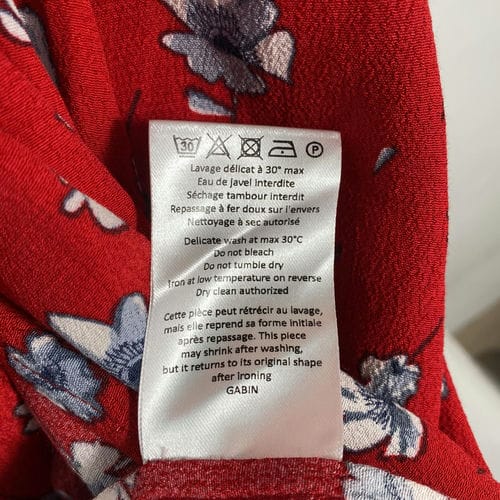 30 P
Lavage délicat à 30° max
Eau de javel interdite
Séchage tambour interdit
Repassage à fer doux sur l'envers
Nettoyage à sec autorisé
Delicate wash at max 30°C
Do not bleach
Do not tumble dry
Iron at low temperature on reverse
Dry clean authorized
Cette pièce peut rétrécir au lavage,
mais elle reprend sa forme initiale
après repassage. This piece
may shrink after washing,
but it returns to its original shape
after ironing
GABIN